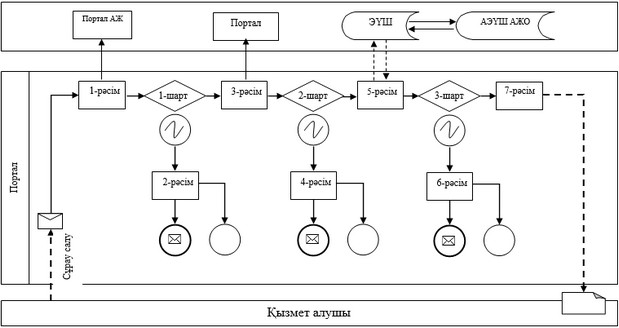 Портал АЖ
Портал
ЭҮШ
АЭҮШ АЖО
Портал
1-рәсім
1-шарт
3-рәсім
2-шарт
5-рәсім
3-шарт
7-рәсім
2-рәсім
4-рәсім
6-рәсім
Сұрау салу
Қызмет алушы